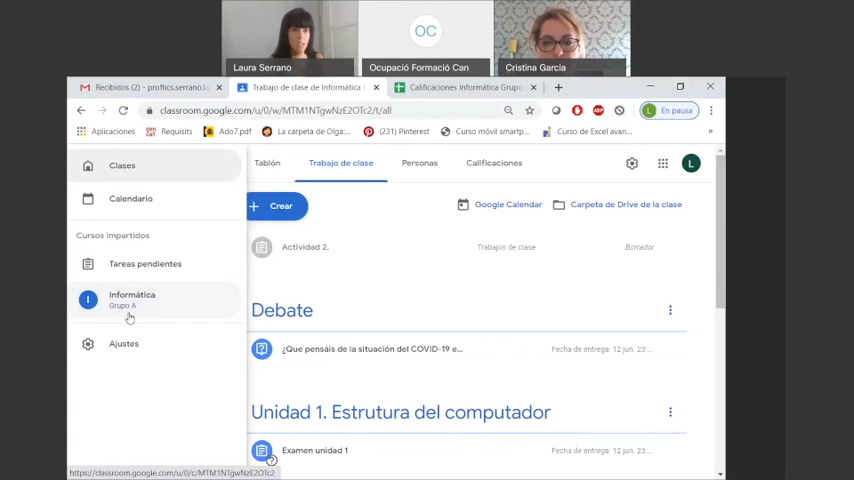 OC
Laura Serrano
Ocupació Formació Can
Cristina Garcia
Recibidos (2) - proftics.serrano.la
Trabajo de clase de Informática
Calificaciones Informática Grupo
classroom.google.com/u/0/w/MTM1NTgwNzE2OTc2/t/all
L En pausa
Aplicaciones
gen cat Requisits
Ado7.pdf
La carpeta de Olga:...
(231) Pinterest
Curso móvil smartp...
Curso de Excel avan...
Clases
Calendario
Cursos impartidos
Tareas pendientes
I
Informática
Grupo A
Ajustes
Tablón
Trabajo de clase
Personas
Calificaciones
L
Crear
Google Calendar
Carpeta de Drive de la clase
Actividad 2.
Trabajos de clase
Borrador
Debate
¿Que pensáis de la situación del COVID-19 e...
Fecha de entrega: 12 jun. 23:...
Unidad 1. Estrutura del computador
Examen unidad 1
Fecha de entrega: 12 jun. 23:...
https://classroom.google.com/u/0/c/MTM1NTgwNzE2OTc2